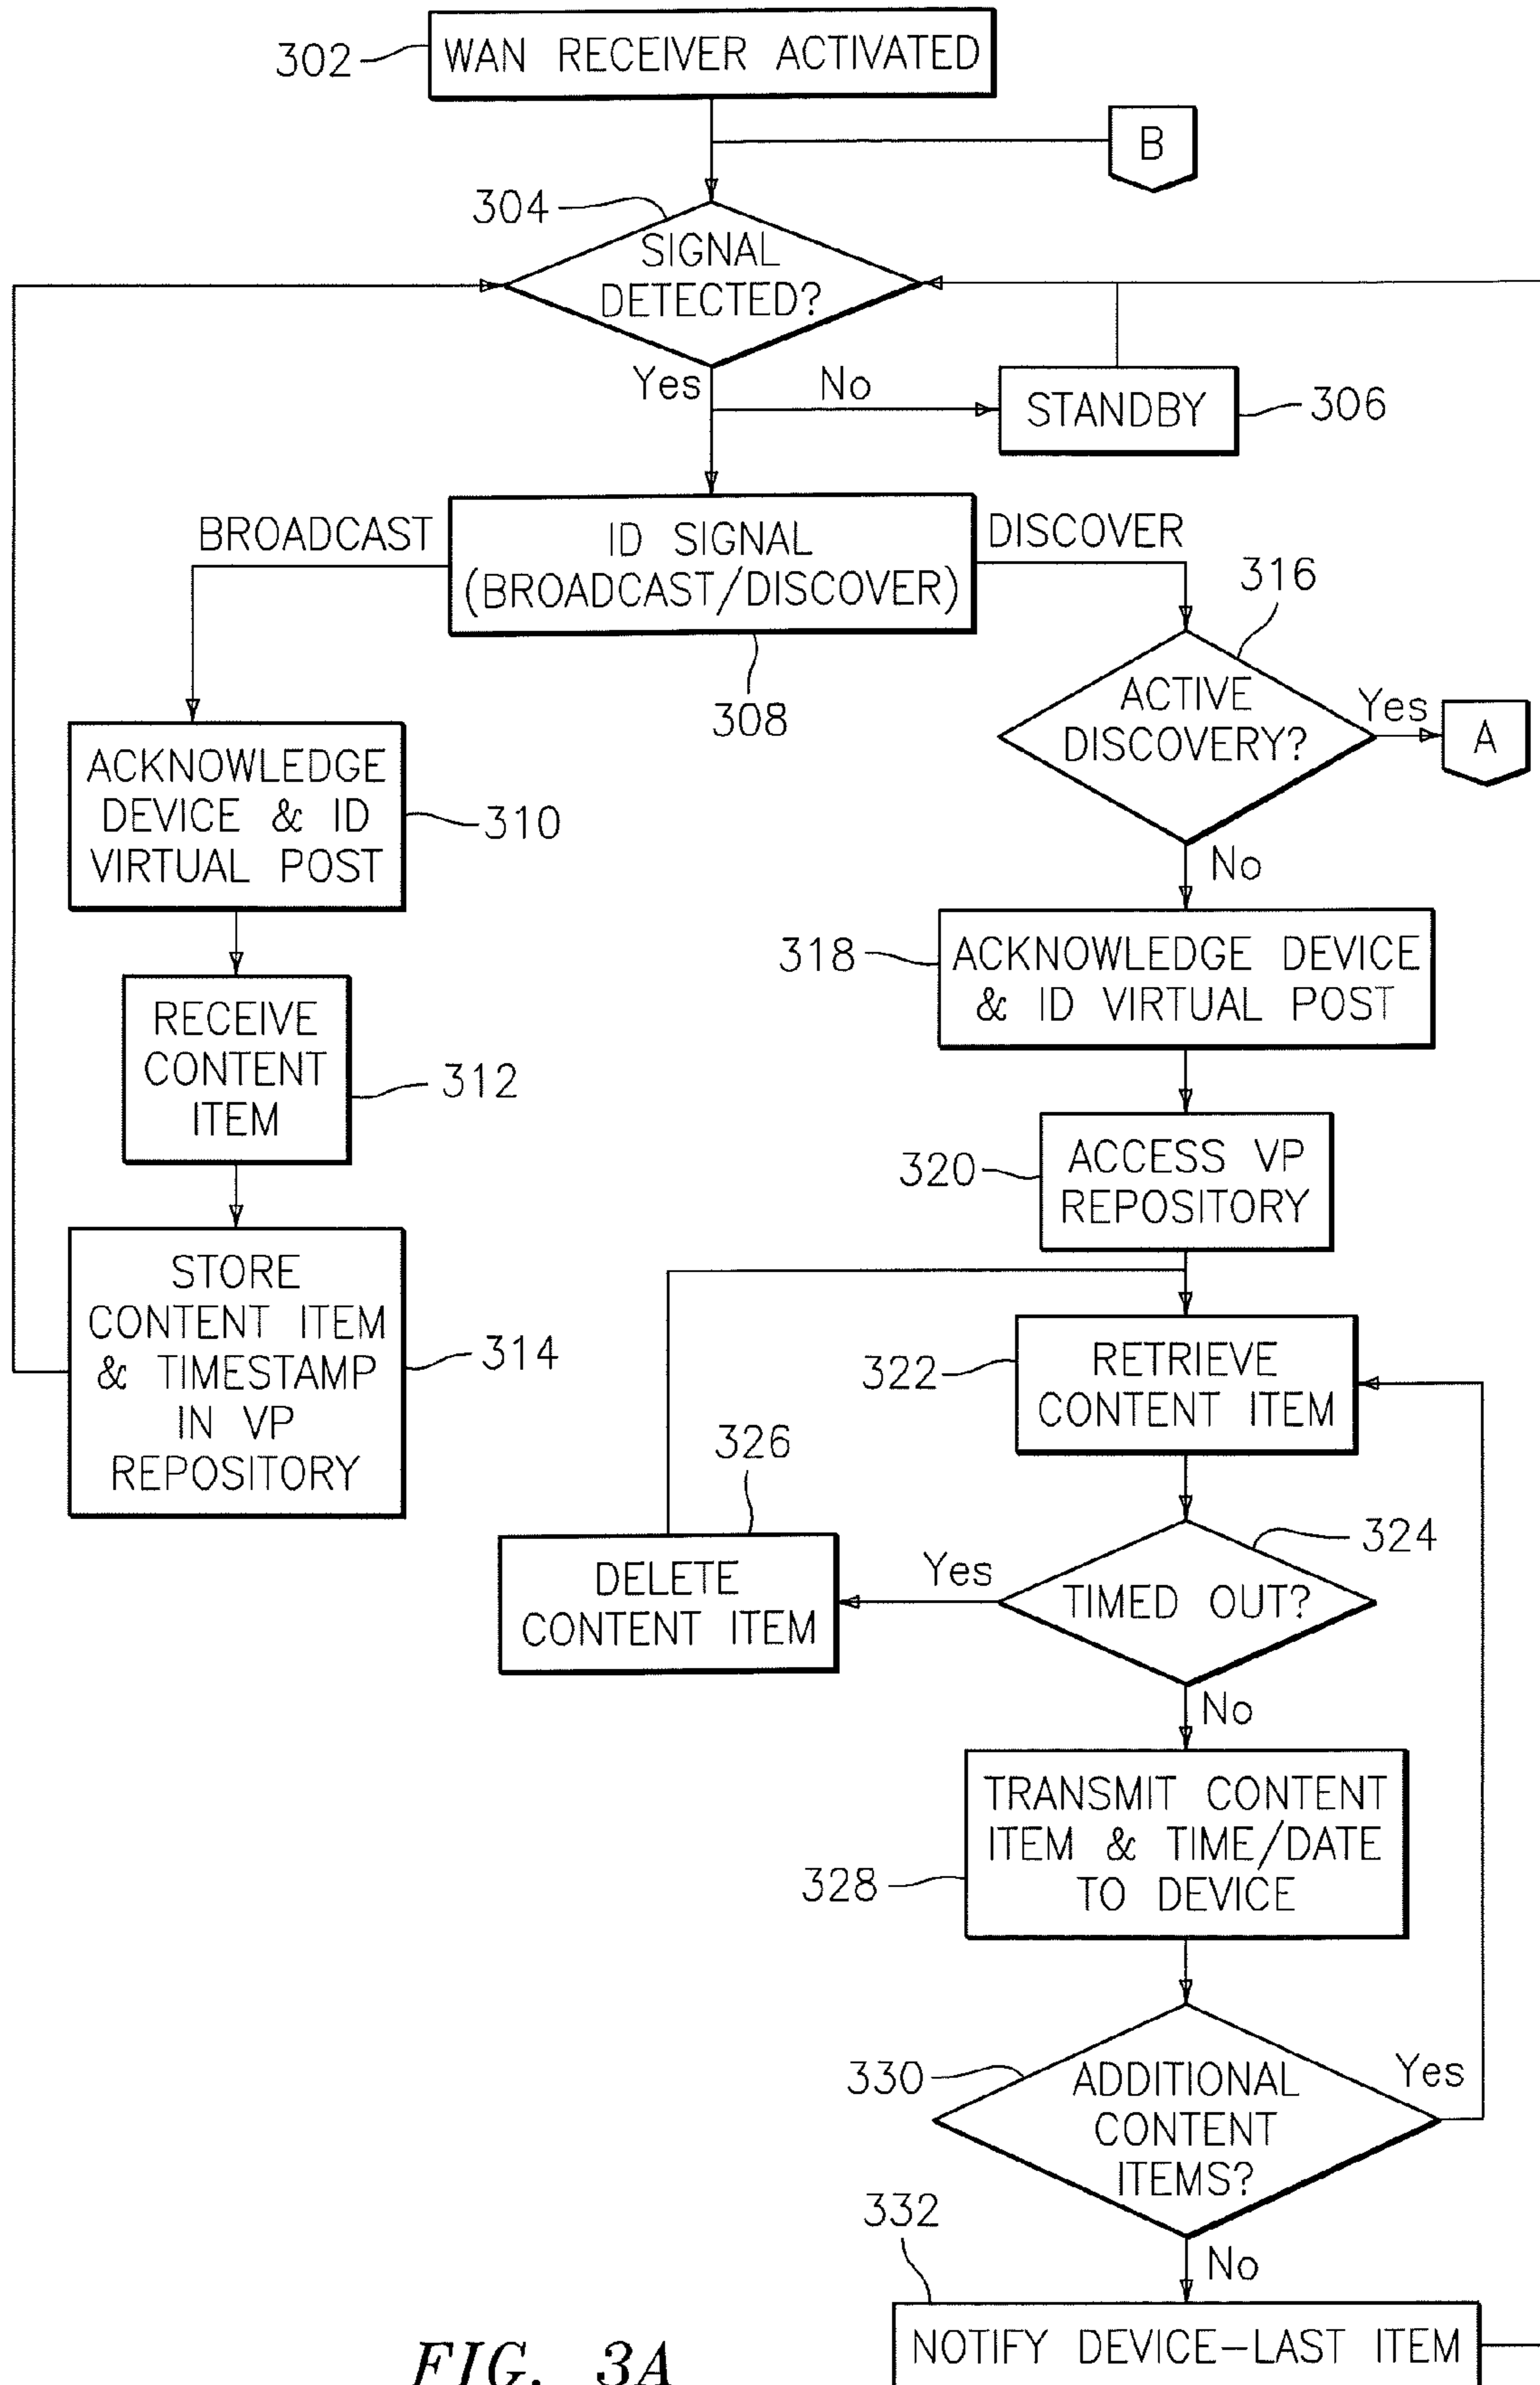 302
WAN RECEIVER ACTIVATED
B
304
SIGNAL
DETECTED?
Yes
No
STANDBY
306
BROADCAST
ID SIGNAL
(BROADCAST/DISCOVER)
DISCOVER
308
316
ACTIVE
DISCOVERY?
Yes
A
No
ACKNOWLEDGE
DEVICE & ID
VIRTUAL POST
310
RECEIVE
CONTENT
ITEM
312
STORE
CONTENT ITEM
& TIMESTAMP
IN VP
REPOSITORY
314
318
ACKNOWLEDGE DEVICE
& ID VIRTUAL POST
320
ACCESS VP
REPOSITORY
322
RETRIEVE
CONTENT ITEM
326
DELETE
CONTENT ITEM
Yes
324
TIMED OUT?
No
328
TRANSMIT CONTENT
ITEM & TIME/DATE
TO DEVICE
330
ADDITIONAL
CONTENT
ITEMS?
Yes
No
332
NOTIFY DEVICE–LAST ITEM
FIG. 3A